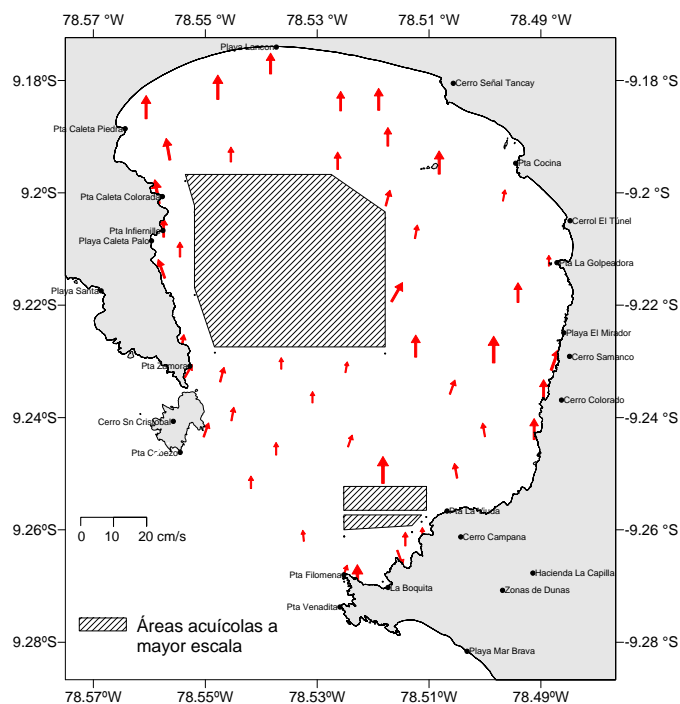 78.57°W 78.55°W 78.53°W 78.51°W 78.49°W
Playa Lancon
-9.18°S
Cerro Señal Tancay
-9.18°S
Pta Caleta Piedra
Pta Cocina
9.20°S
Pta Caleta Colorada
-9.2°S
Cerrol El Túnel
Pta Infiernillo
Playa Caleta Palo
Pta La Golpeadora
9.22°S
Playa Santa
-9.22°S
Playa El Mirador
Pta Zamora
Cerro Samanco
Cerro Colorado
9.24°S
Cerro Sn Cristobal
-9.24°S
Pta Cabezo
Pta La Viuda
0 10 20 cm/s
9.26°S
Cerro Campana
-9.26°S
Pta Filomena
Hacienda La Capilla
La Boquita
Zonas de Dunas
Pta Venadita
Áreas acuícolas a
mayor escala
9.28°S
Playa Mar Brava
-9.28°S
78.57°W 78.55°W 78.53°W 78.51°W 78.49°W